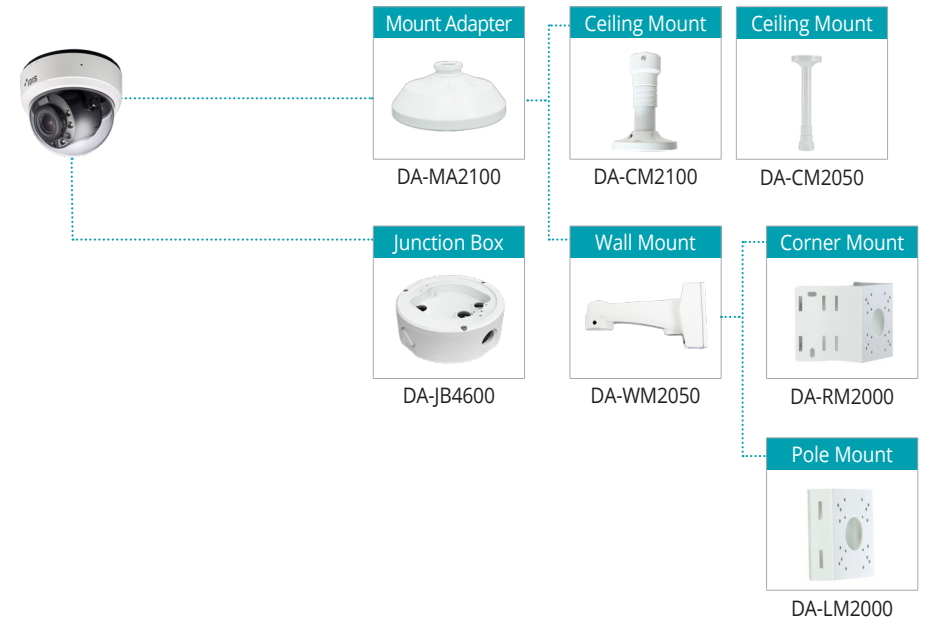 IDIS
Mount Adapter
DA-MA2100
Ceiling Mount
DA-CM2100
Ceiling Mount
DA-CM2050
Junction Box
DA-JB4600
Wall Mount
DA-WM2050
Corner Mount
DA-RM2000
Pole Mount
DA-LM2000